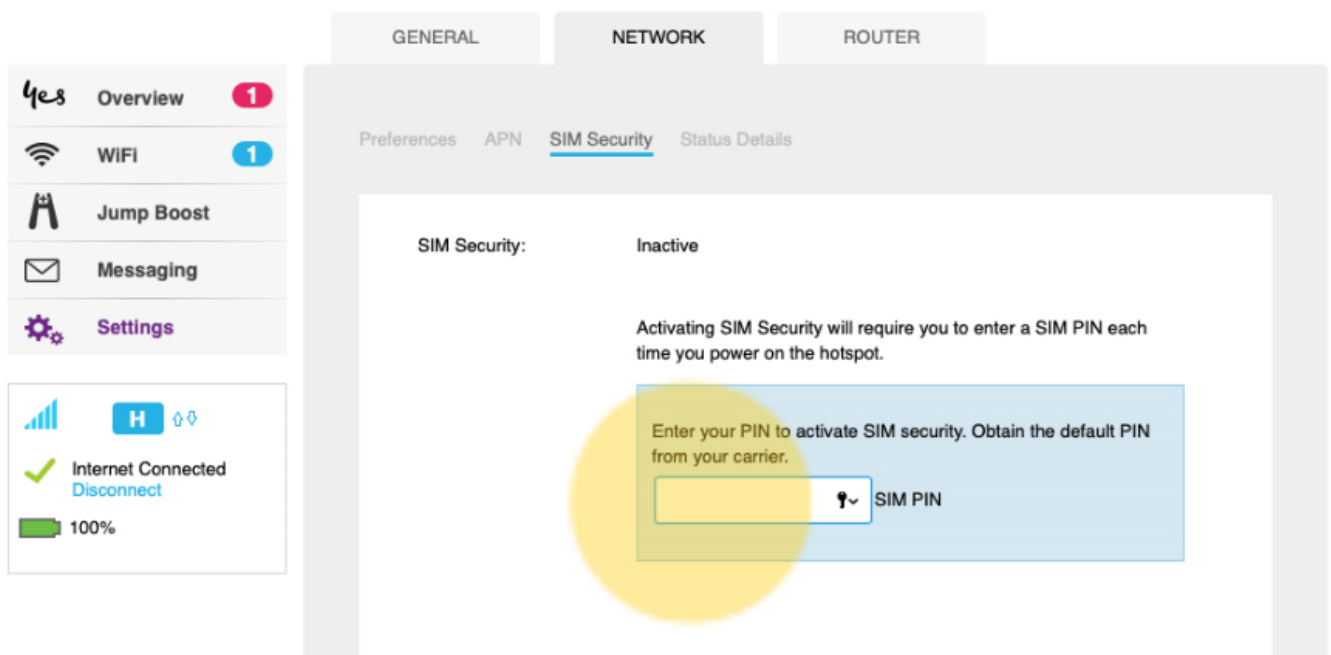 GENERAL NETWORK ROUTER
yes Overview 1
WiFi 1
Jump Boost
Messaging
Settings
H
Internet Connected
Disconnect
100%
Preferences APN SIM Security Status Details
SIM Security: Inactive
Activating SIM Security will require you to enter a SIM PIN each
time you power on the hotspot.
Enter your PIN to activate SIM security. Obtain the default PIN
from your carrier.
SIM PIN